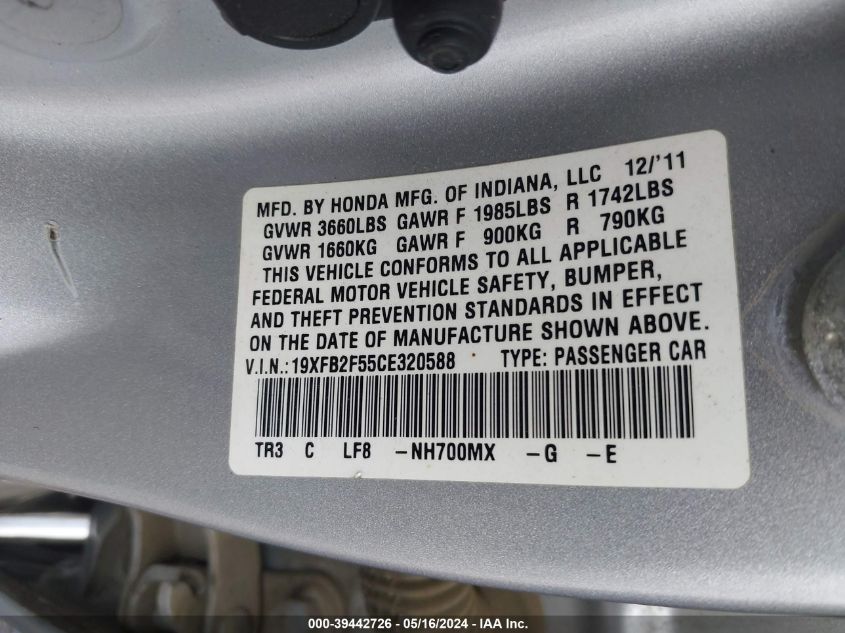 MFD. BY HONDA MFG. OF INDIANA, LLC 12/'11
GVWR 3660LBS GAWR F 1985LBS R 1742LBS
GVWR 1660KG GAWR F 900KG R 790KG
THIS VEHICLE CONFORMS TO ALL APPLICABLE
FEDERAL MOTOR VEHICLE SAFETY, BUMPER,
AND THEFT PREVENTION STANDARDS IN EFFECT
ON THE DATE OF MANUFACTURE SHOWN ABOVE.
V.I.N.:19XFB2F55CE320588 TYPE: PASSENGER CAR
TR3 C LF8 -NH700MX -G -E
000-39442726 - 05/16/2024 - IAA Inc.